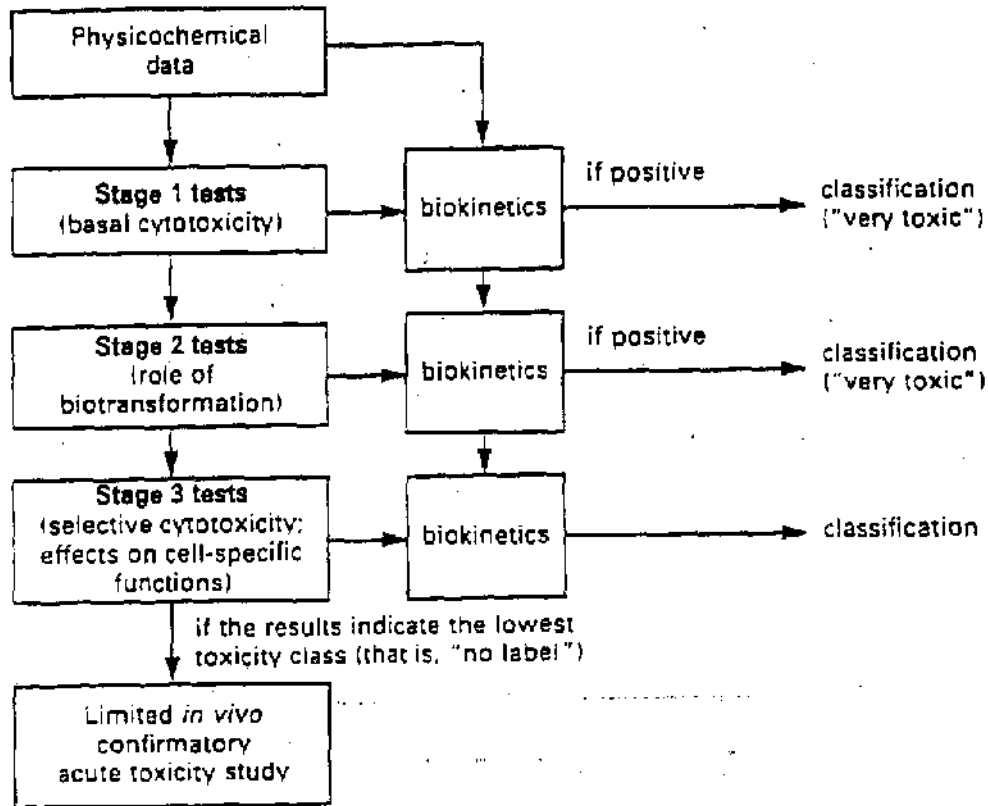 Physicochemical
data
Stage 1 tests
(basal cytotoxicity)
biokinetics
if positive
classification
("very toxic")
Stage 2 tests
(role of
biotransformation)
biokinetics
if positive
classification
("very toxic")
Stage 3 tests
(selective cytotoxicity;
effects on cell-specific
functions)
biokinetics
classification
if the results indicate the lowest
toxicity class (that is, "no label")
Limited in vivo
confirmatory
acute toxicity study